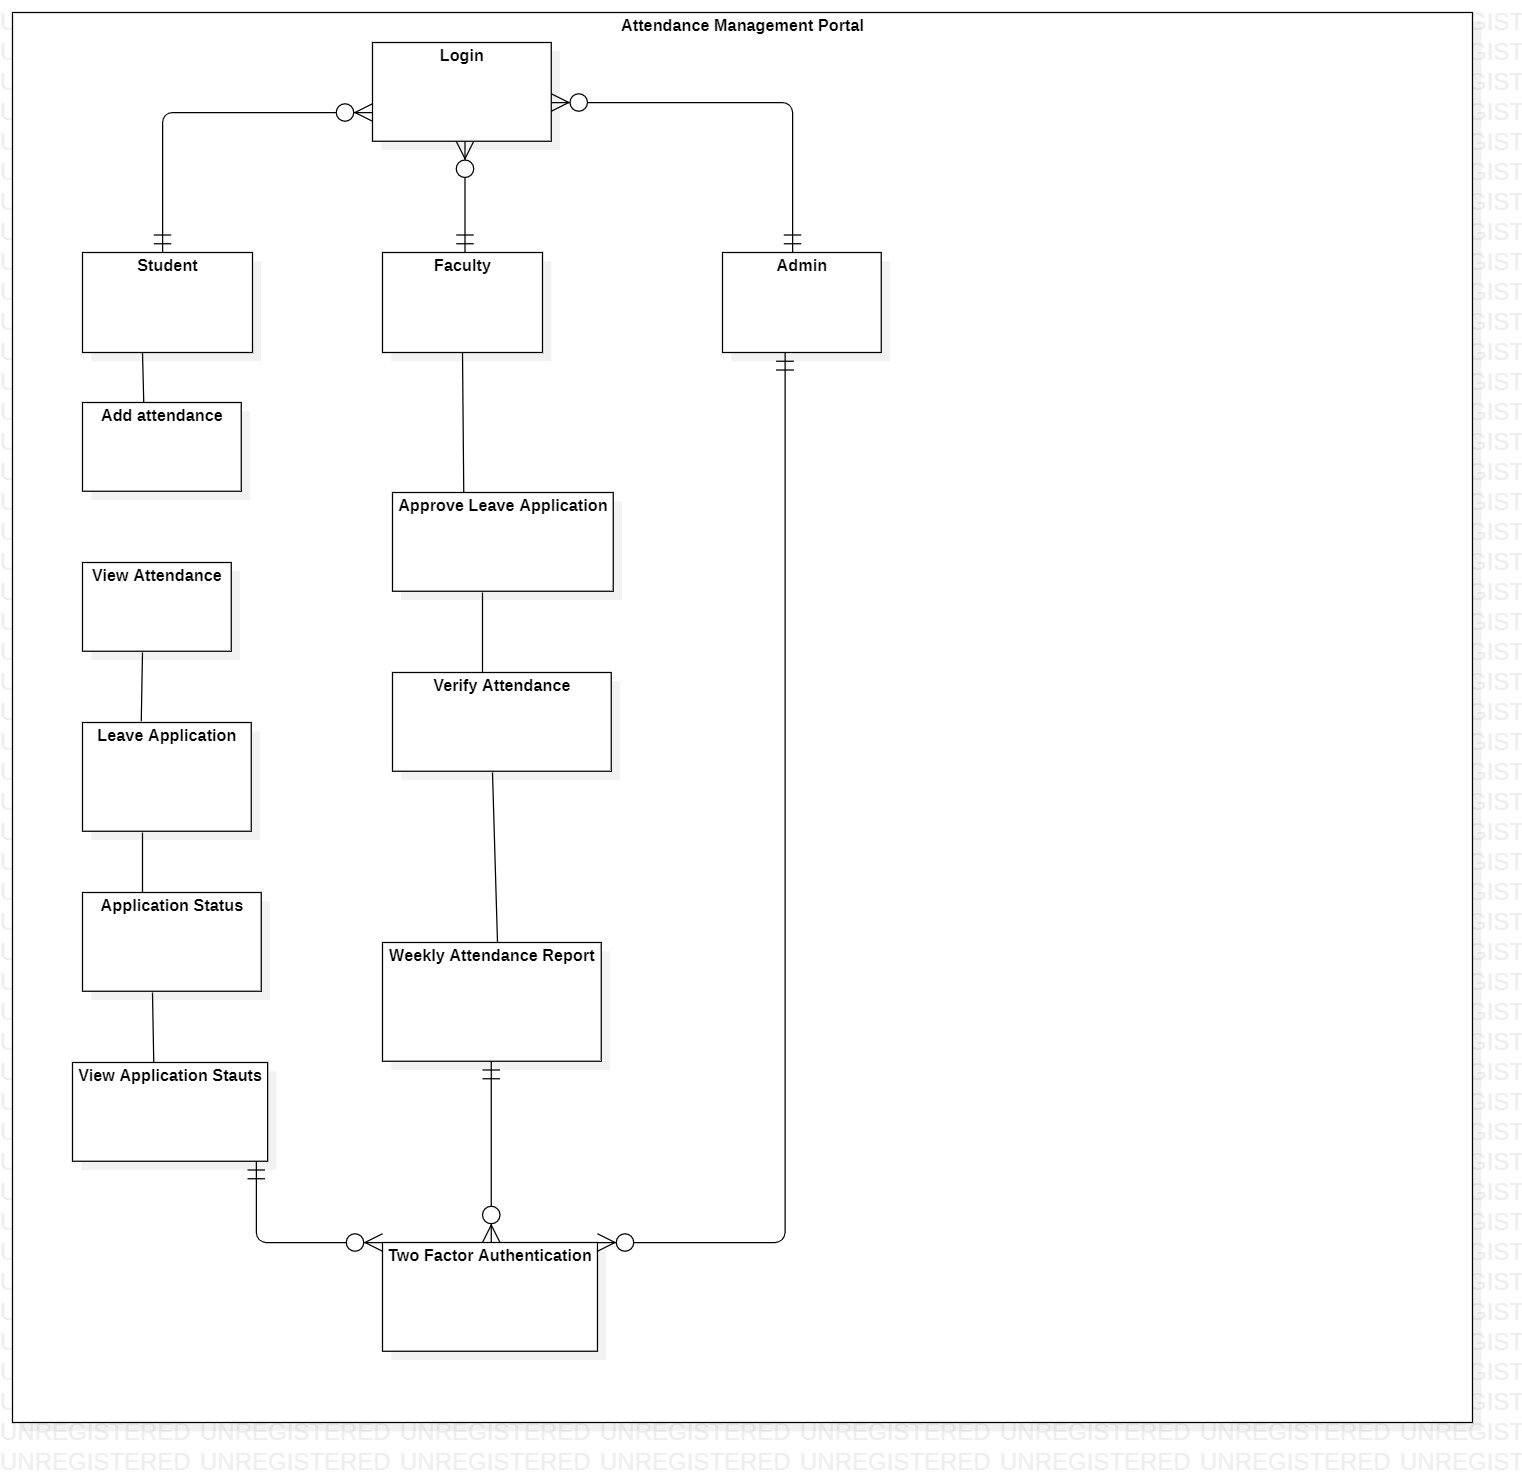 Attendance Management Portal
Login
Student
Faculty
Admin
Add attendance
Approve Leave Application
View Attendance
Verify Attendance
Leave Application
Application Status
Weekly Attendance Report
View Application Stauts
Two Factor Authentication
UNREGISTERED UNREGISTERED UNREGISTERED UNREGISTERED UNREGISTERED UNREGISTERED UNREGISTERED UNREGIST
UNREGISTERED UNREGISTERED UNREGISTERED UNREGISTERED UNREGISTERED UNREGISTERED UNREGISTERED UNREGIST